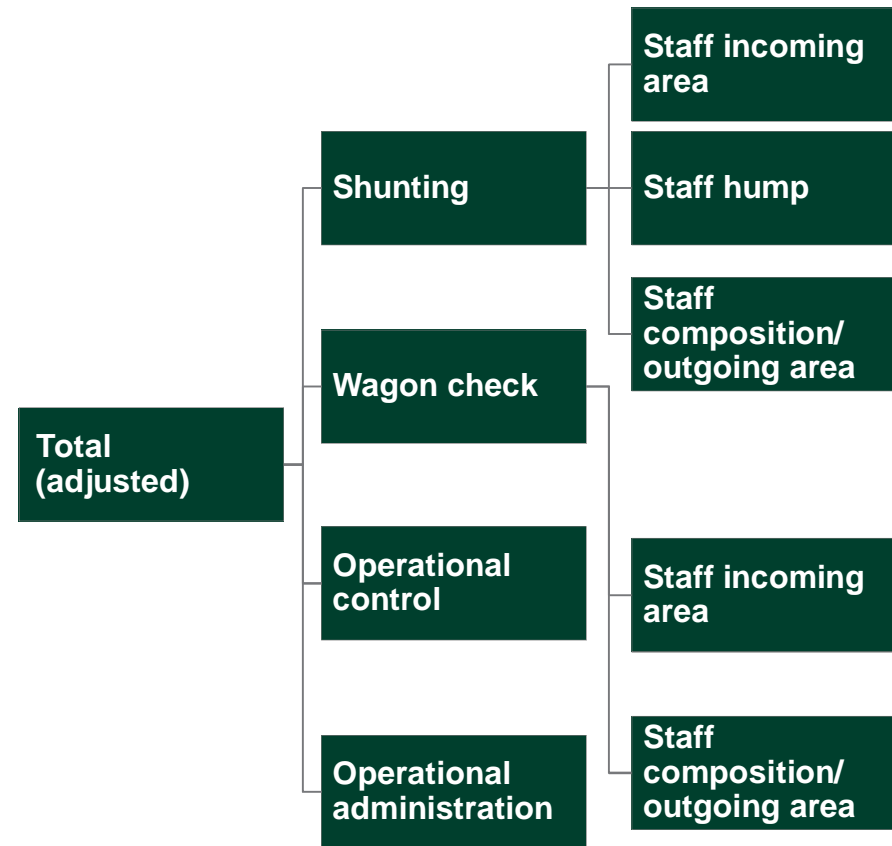 Total
(adjusted)
Shunting
Wagon check
Operational
control
Operational
administration
Staff incoming
area
Staff hump
Staff
composition/
outgoing area
Staff incoming
area
Staff
composition/
outgoing area